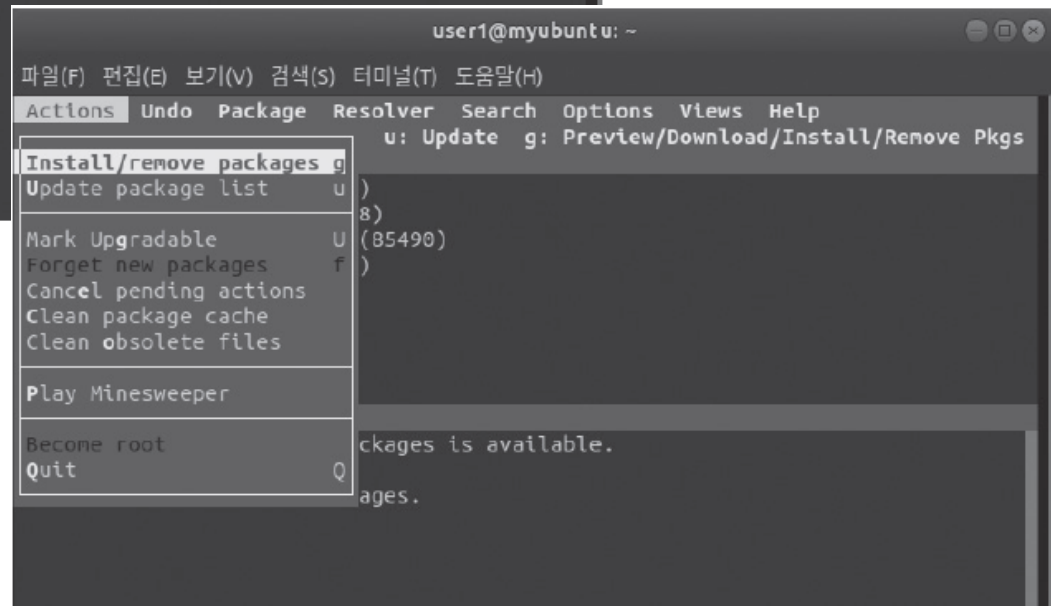 user1@myubuntu: ~
파일(F) 편집(E) 보기(V) 검색(S) 터미널(T) 도움말(H)
Actions Undo Package Resolver Search Options Views Help
u: Update g: Preview/Download/Install/Remove Pkgs
Install/remove packages g
Update package list u )
8)
Mark Upgradable U (85490)
Forget new packages f )
Cancel pending actions
Clean package cache
Clean obsolete files
Play Minesweeper
Become root ckages is available.
Quit Q
ages.